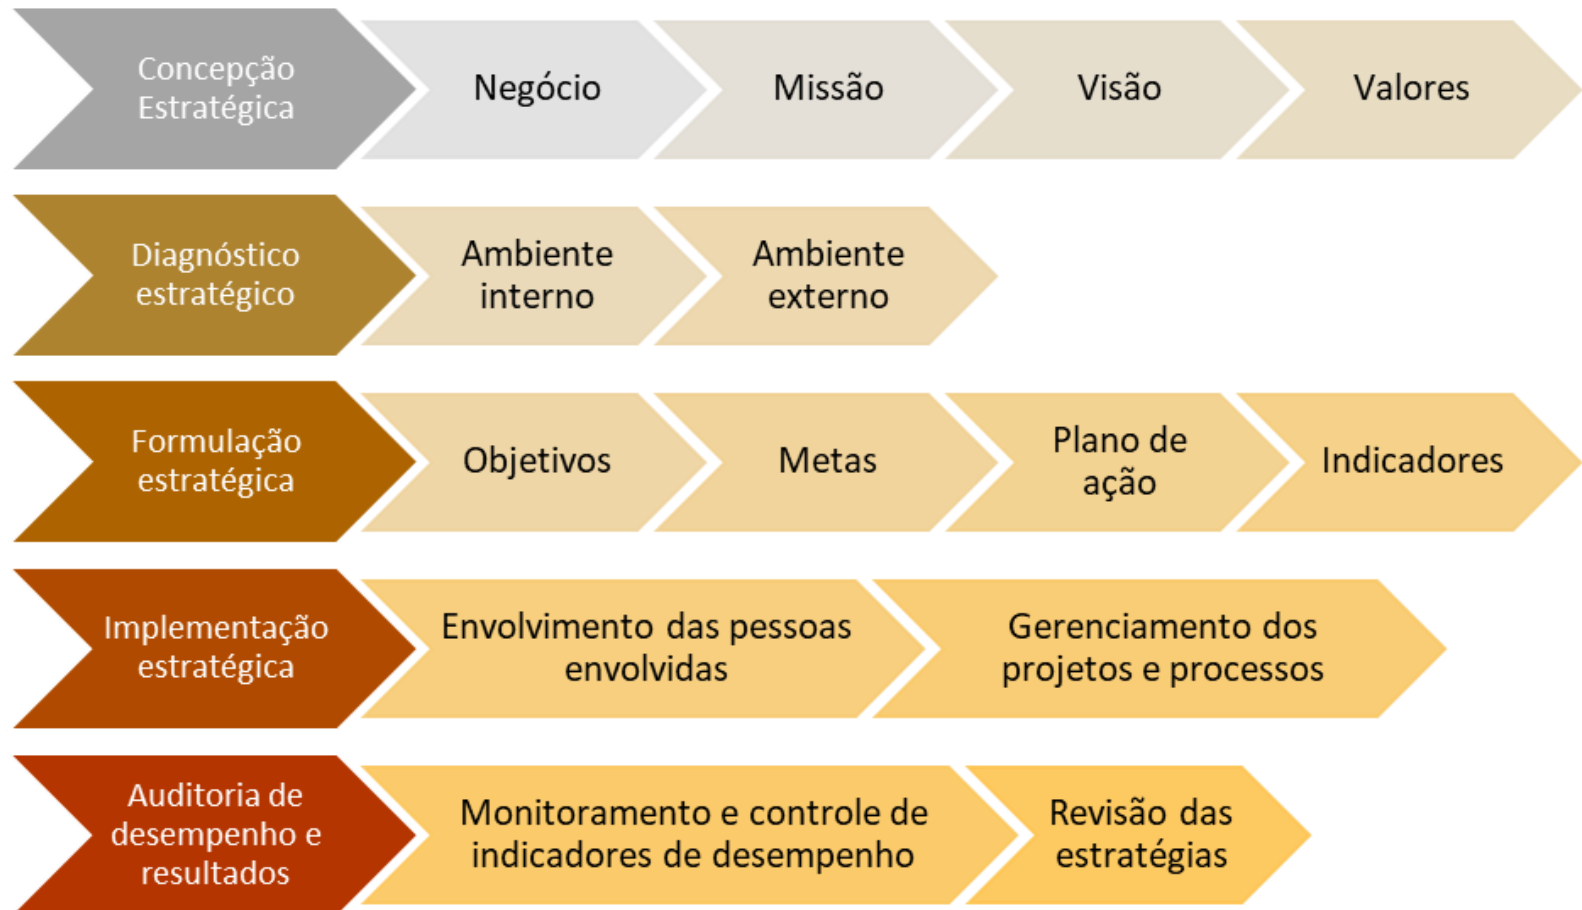 Concepção
Estratégica
Negócio
Missão
Visão
Valores
Diagnóstico
estratégico
Ambiente
interno
Ambiente
externo
Formulação
estratégica
Objetivos
Metas
Plano de
ação
Indicadores
Implementação
estratégica
Envolvimento das pessoas
envolvidas
Gerenciamento dos
projetos e processos
Auditoria de
desempenho e
resultados
Monitoramento e controle de
indicadores de desempenho
Revisão das
estratégias